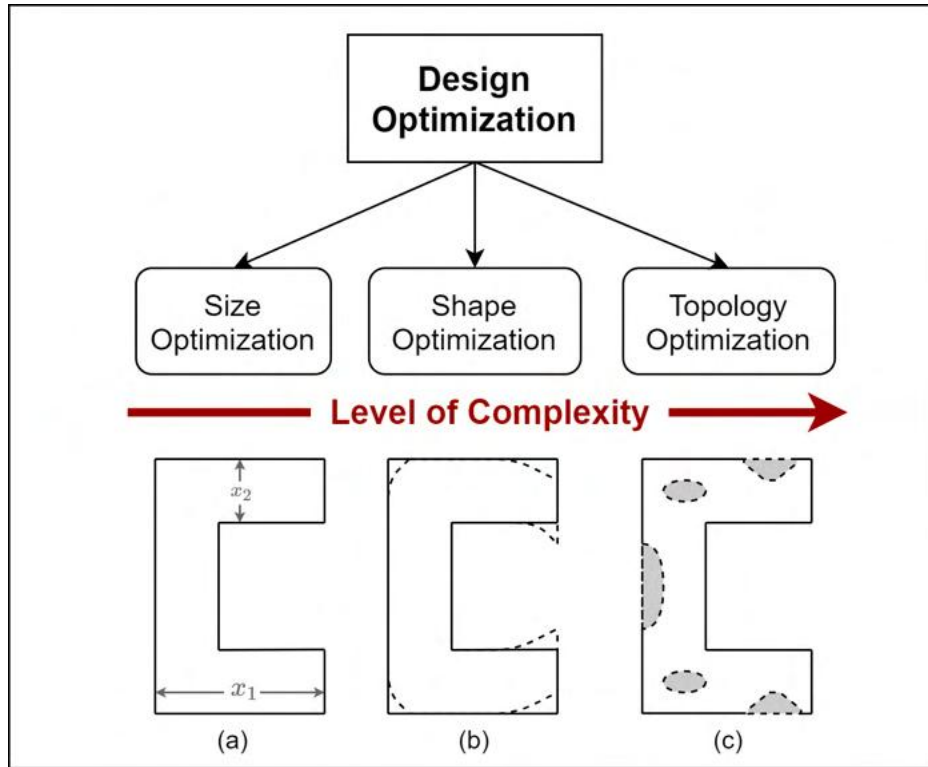 Design
Optimization
Size
Optimization
Shape
Optimization
Topology
Optimization
Level of Complexity
x₂
x₁
(a)
(b)
(c)